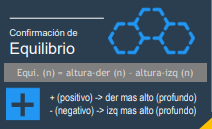 Confirmación de
Equilibrio
Equi. (n) = altura-der (n) - altura-izq (n)
+ (positivo) -> der mas alto (profundo)
- (negativo) -> izq mas alto (profundo)